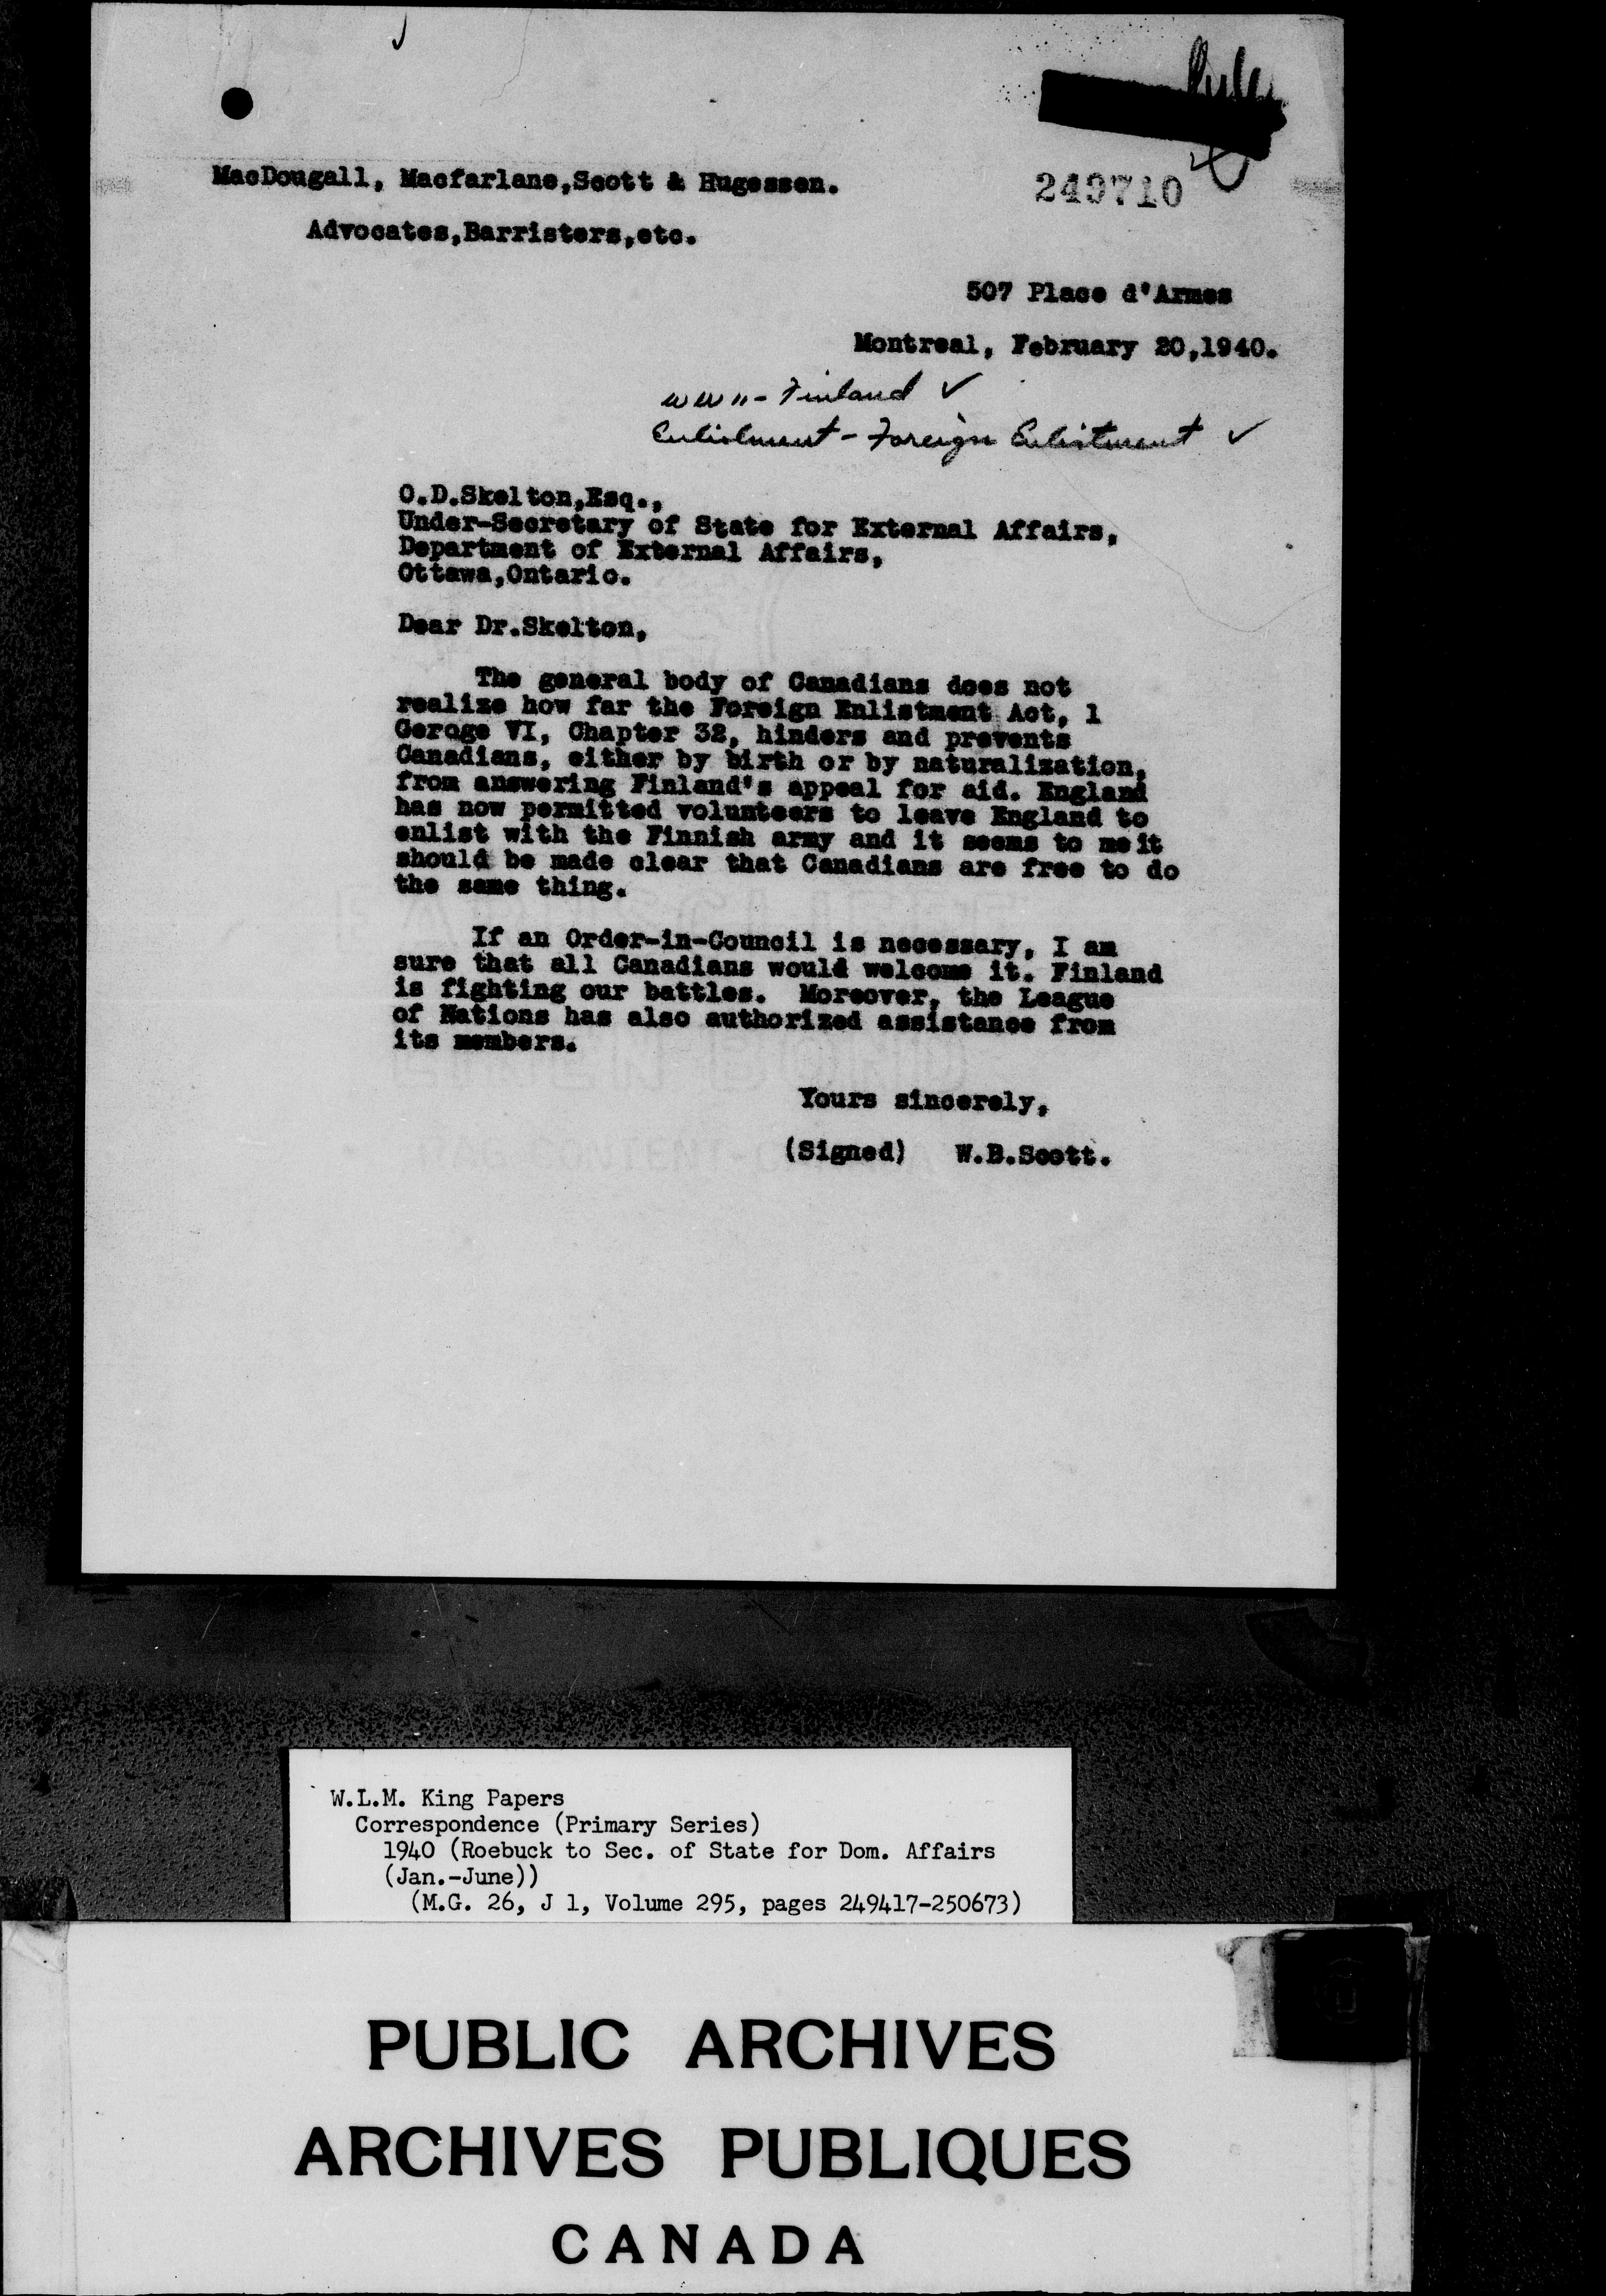 MacDougall, Macfarlane,Scott & Hugessen.
249710
Advocates,Barristers,etc.
507 Place d'Armes
Montreal, February 20,1940.
WW II - Finland ✓
Enlistment - Foreign Enlistment ✓
O.D.Skelton,Esq.,
Under-Secretary of State for External Affairs,
Department of External Affairs,
Ottawa,Ontario.
Dear Dr.Skelton,
The general body of Canadians does not
realize how far the Foreign Enlistment Act, 1
Geroge VI, Chapter 32, hinders and prevents
Canadians, either by birth or by naturalization,
from answering Finland's appeal for aid. England
has now permitted volunteers to leave England to
enlist with the Finnish army and it seems to me it
should be made clear that Canadians are free to do
the same thing.
If an Order-in-Council is necessary, I am
sure that all Canadians would welcome it. Finland
is fighting our battles. Moreover, the League
of Nations has also authorized assistance from
its members.
Yours sincerely,
(Signed) W.B.Scott.
W.L.M. King Papers
Correspondence (Primary Series)
1940 (Roebuck to Sec. of State for Dom. Affairs
(Jan.-June))
(M.G. 26, J 1, Volume 295, pages 249417-250673)
PUBLIC ARCHIVES
ARCHIVES PUBLIQUES
CANADA